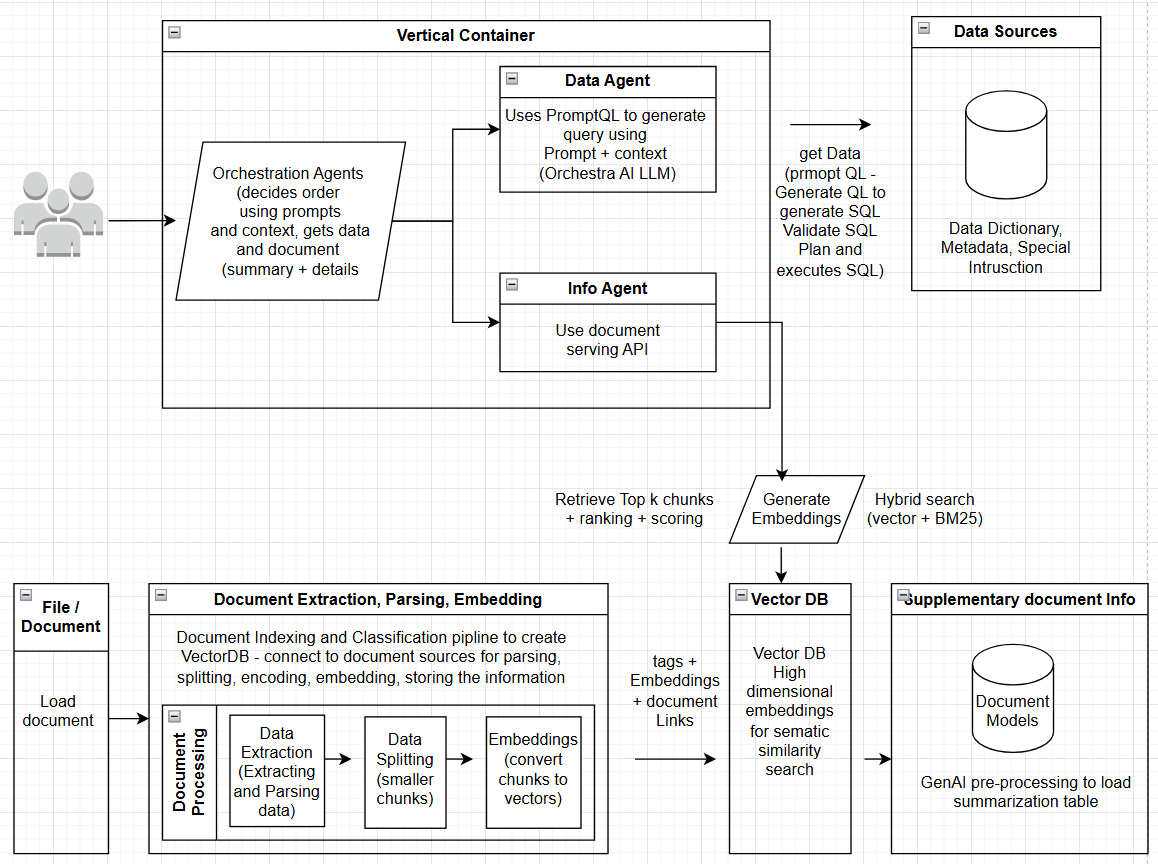 Vertical Container
Data Sources
Data Agent
Uses PromptQL to generate
query using
Prompt + context
(Orchestra AI LLM)
Orchestration Agents
(decides order
using prompts
and context, gets data
and document
(summary + details
get Data
(prmopt QL -
Generate QL to
generate SQL
Validate SQL
Plan and
executes SQL)
Data Dictionary,
Metadata, Special
Intrusction
Info Agent
Use document
serving API
Retrieve Top k chunks
+ ranking + scoring
Generate
Embeddings
Hybrid search
(vector + BM25)
File /
Document
Load
document
Document Extraction, Parsing, Embedding
Document Indexing and Classification pipline to create
VectorDB - connect to document sources for parsing,
splitting, encoding, embedding, storing the information
Document
Processing
Data
Extraction
(Extracting
and Parsing
data)
Data
Splitting
(smaller
chunks)
Embeddings
(convert
chunks to
vectors)
tags +
Embeddings
+ document
Links
Vector DB
Vector DB
High
dimensional
embeddings
for sematic
similarity
search
Supplementary document Info
Document
Models
GenAI pre-processing to load
summarization table